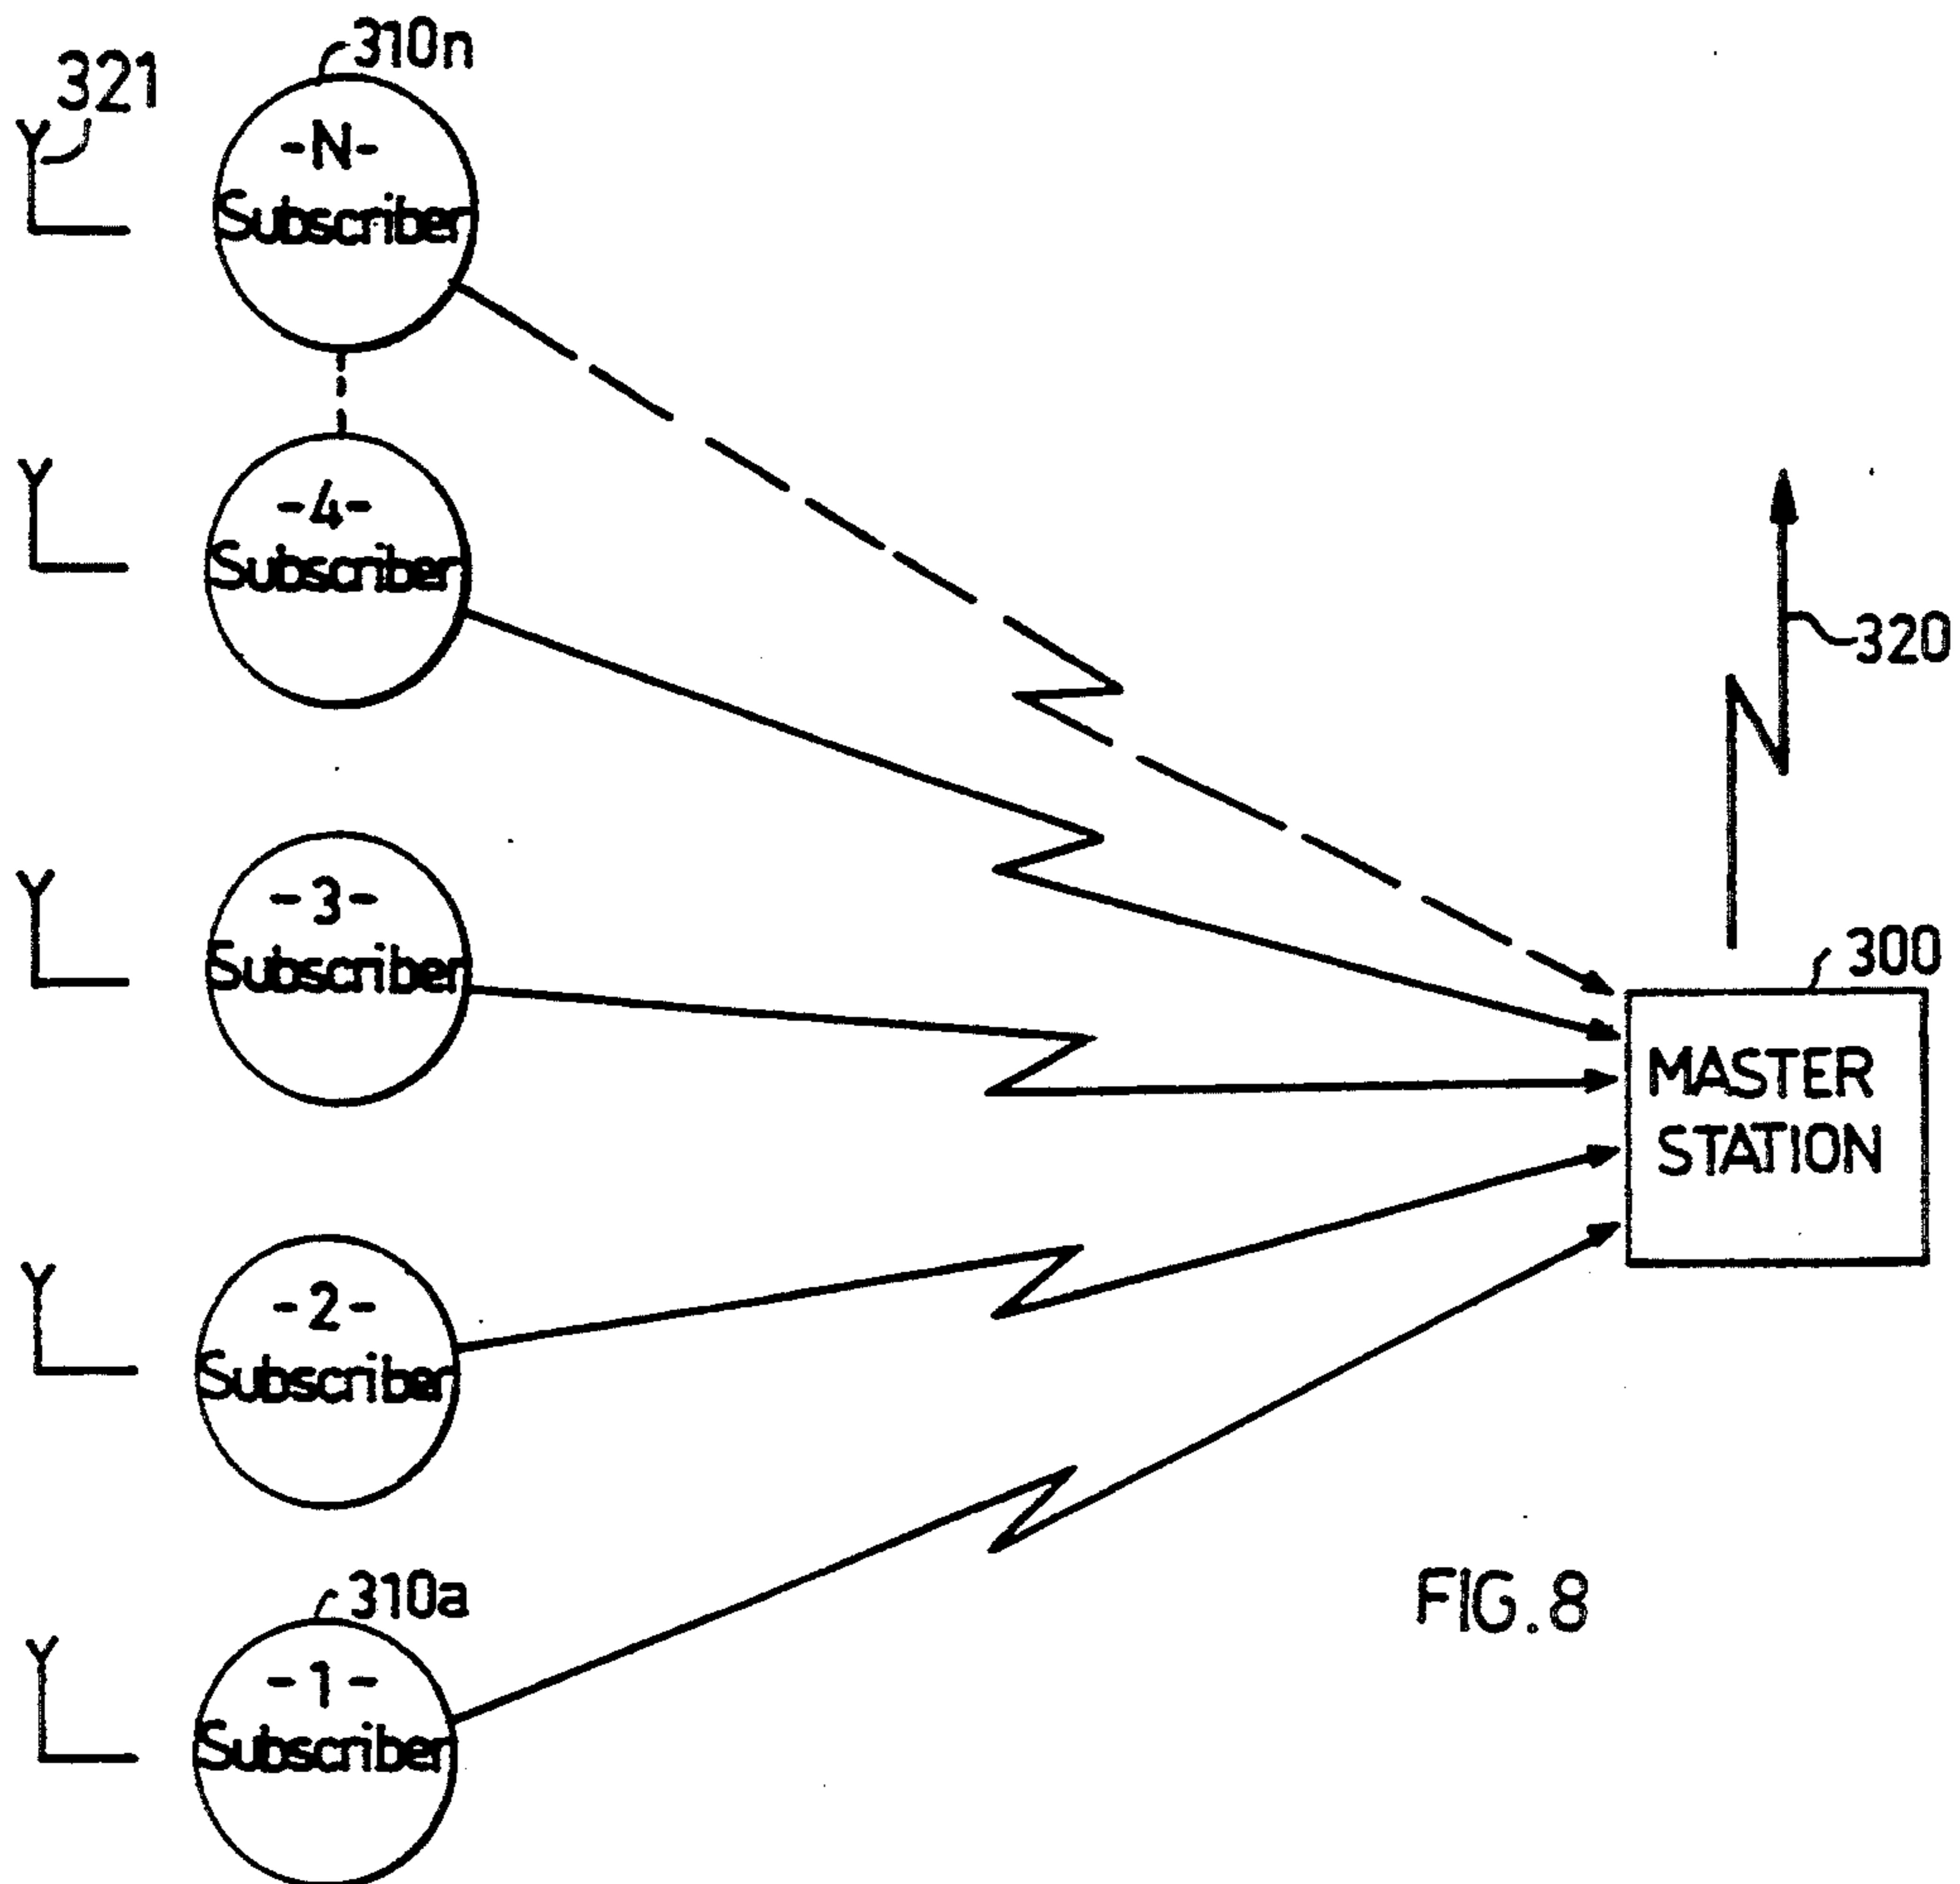 321
310n
-N-
Subscriber
-4-
Subscriber
320
-3-
Subscriber
300
MASTER
STATION
-2-
Subscriber
310a
-1-
Subscriber
FIG.8